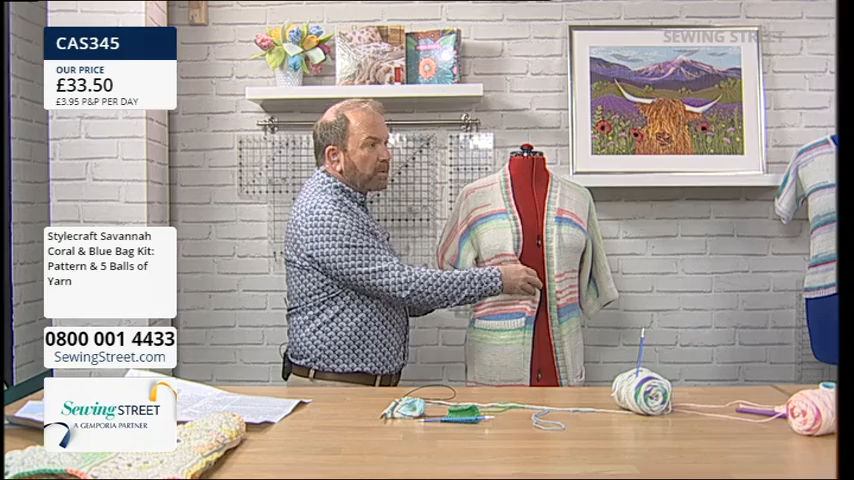 CAS345
OUR PRICE
£33.50
£3.95 P&P PER DAY
SEWING STREET
Stylecraft Savannah
Coral & Blue Bag Kit:
Pattern & 5 Balls of
Yarn
0800 001 4433
SewingStreet.com
Sewing STREET
A GEMPORIA PARTNER